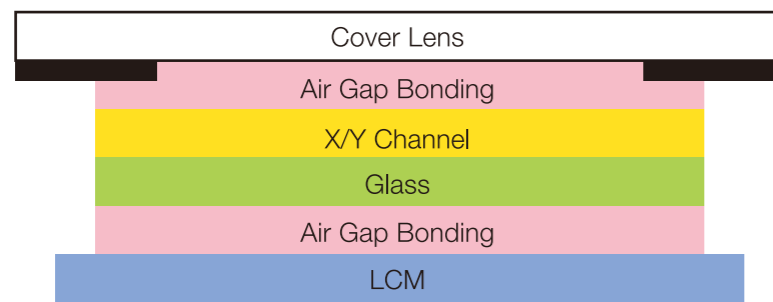 Cover Lens
Air Gap Bonding
X/Y Channel
Glass
Air Gap Bonding
LCM